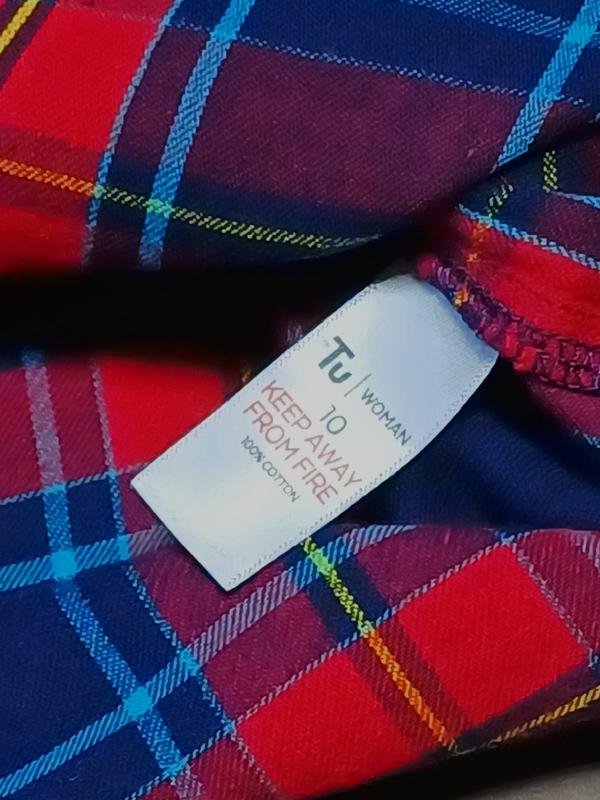 Tu | WOMAN
10
KEEP AWAY
FROM FIRE
100% COTTON